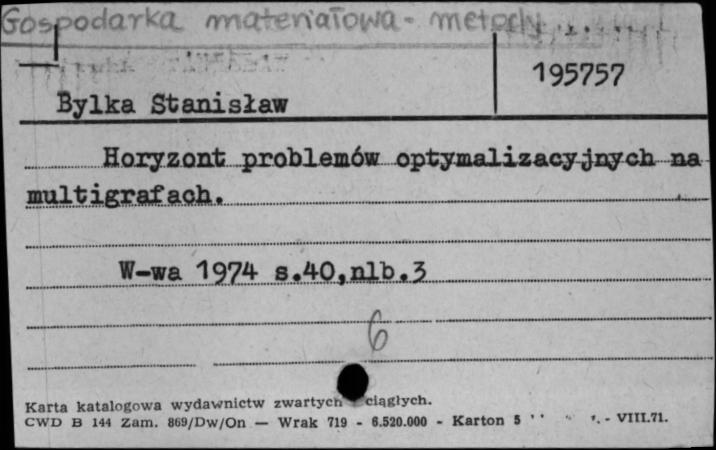 Gospodarka materiałowa - metody
195757
Bylka Stanisław
Horyzont problemów optymalizacyjnych na
multigrafach.
W-wa 1974 s.40,nlb.3
6
Karta katalogowa wydawnictw zwartych ciągłych.
CWD B 144 Zam. 869/Dw/On — Wrak 719 - 6.520.000 - Karton 5 - VIII.71.